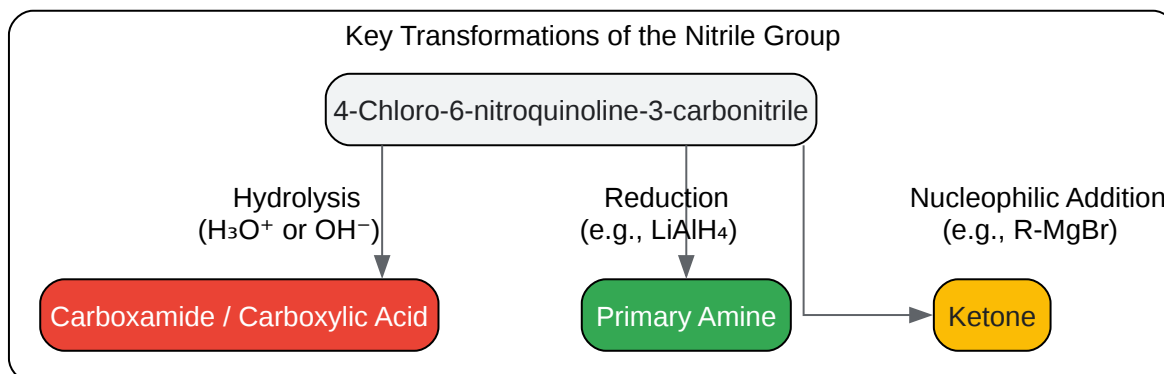 Key Transformations of the Nitrile Group
4-Chloro-6-nitroquinoline-3-carbonitrile
Hydrolysis
(H₃O⁺ or OH⁻)
Reduction
(e.g., LiAlH₄)
Nucleophilic Addition
(e.g., R-MgBr)
Carboxamide / Carboxylic Acid
Primary Amine
Ketone